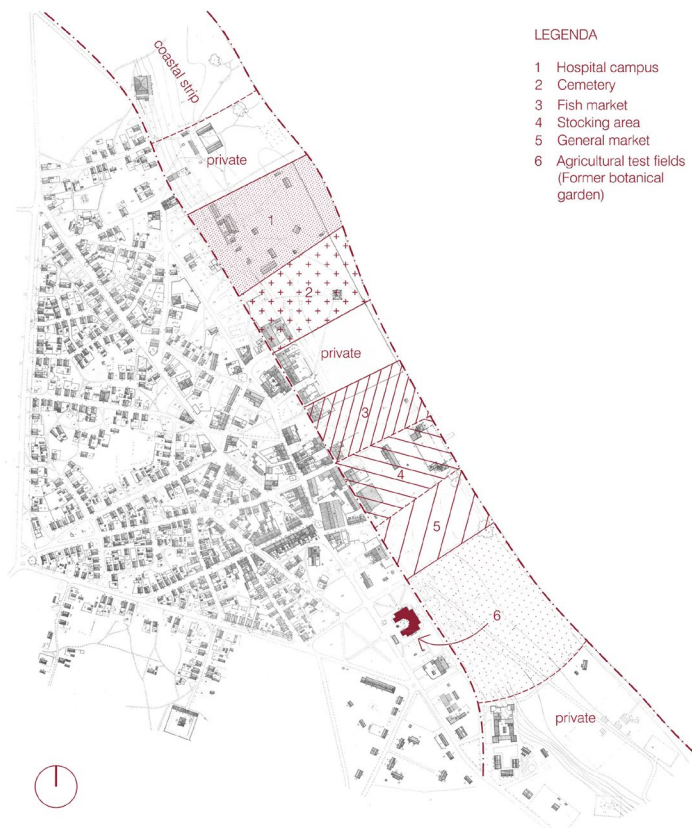 LEGENDA
1 Hospital campus
2 Cemetery
3 Fish market
4 Stocking area
5 General market
6 Agricultural test fields
(Former botanical
garden)
coastal strip
private
1
2
private
3
4
5
6
private